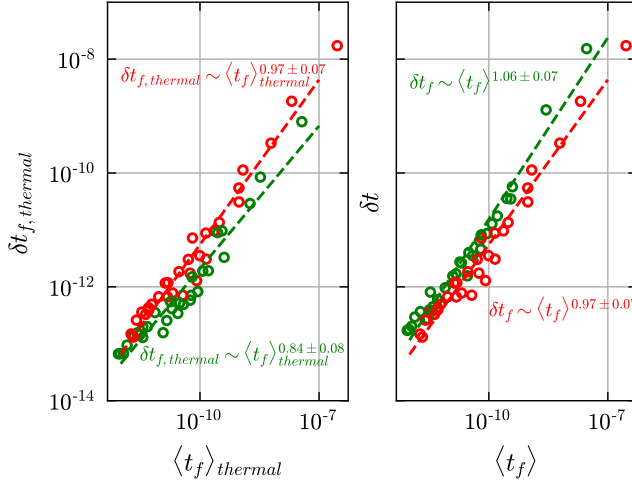 10⁻⁸
10⁻¹⁰
10⁻¹²
10⁻¹⁴
δt_{f, thermal}
δt_{f, thermal} ~ ⟨t_f⟩_{thermal}^{0.97 ± 0.07}
δt_{f, thermal} ~ ⟨t_f⟩_{thermal}^{0.84 ± 0.08}
10⁻¹⁰ 10⁻⁷
⟨t_f⟩_{thermal}
δt
δt_f ~ ⟨t_f⟩^{1.06 ± 0.07}
δt_f ~ ⟨t_f⟩^{0.97 ± 0.07}
10⁻¹⁰ 10⁻⁷
⟨t_f⟩